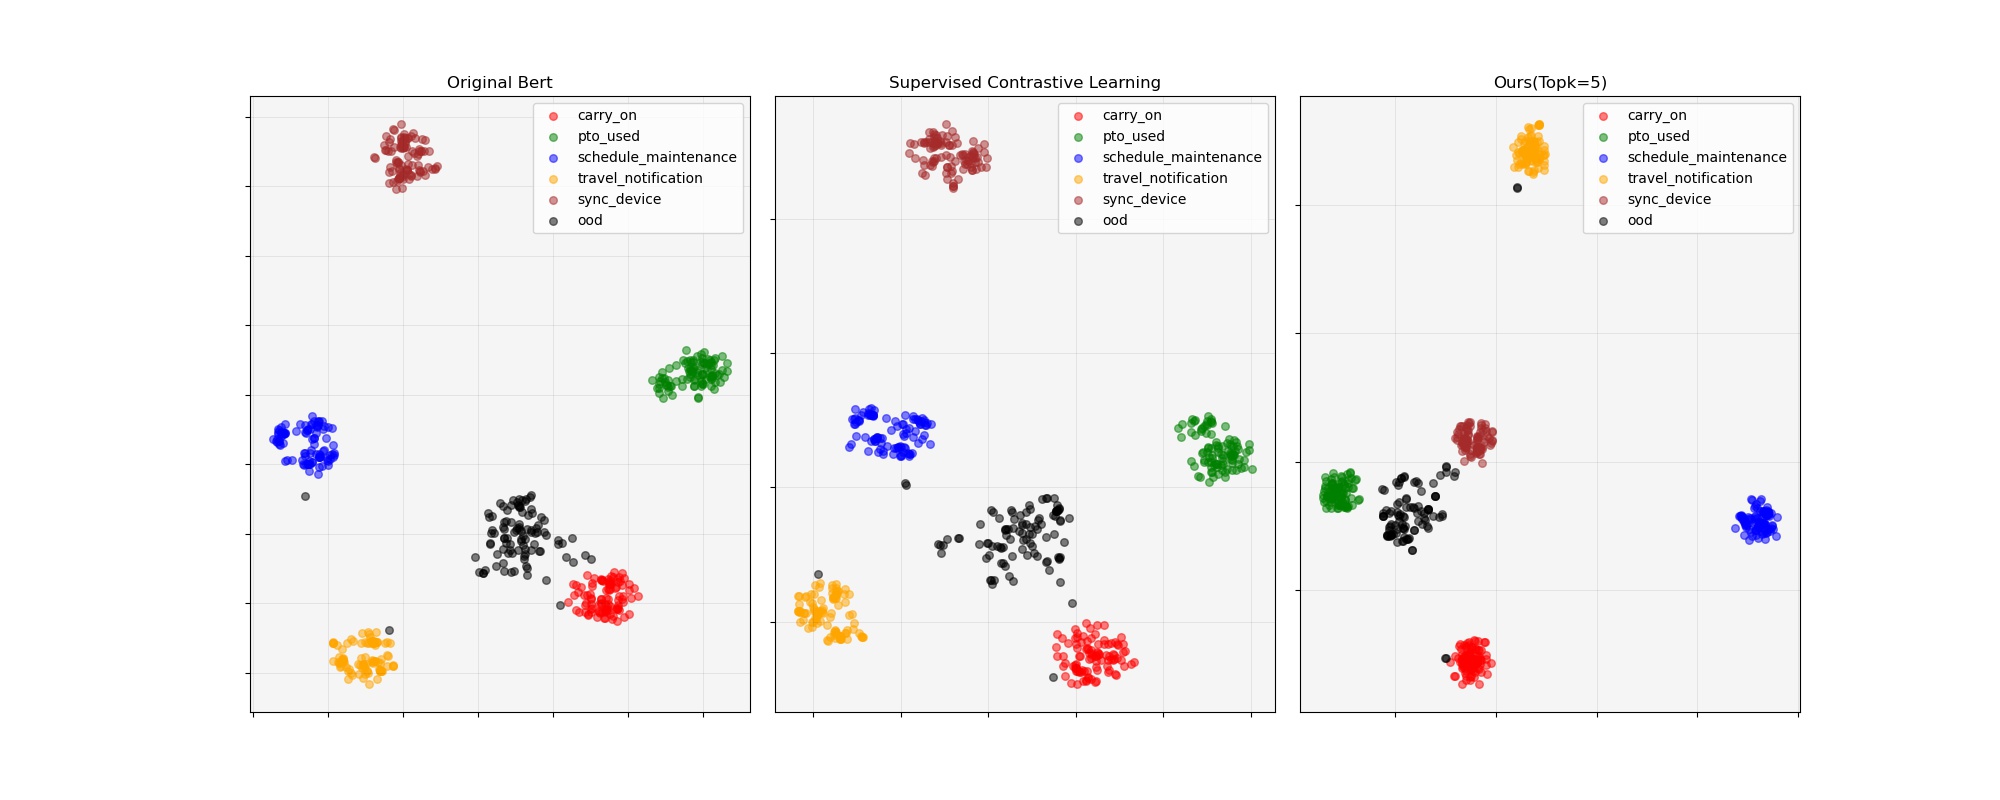 Original Bert
carry_on
pto_used
schedule_maintenance
travel_notification
sync_device
ood
Supervised Contrastive Learning
carry_on
pto_used
schedule_maintenance
travel_notification
sync_device
ood
Ours(Topk=5)
carry_on
pto_used
schedule_maintenance
travel_notification
sync_device
ood